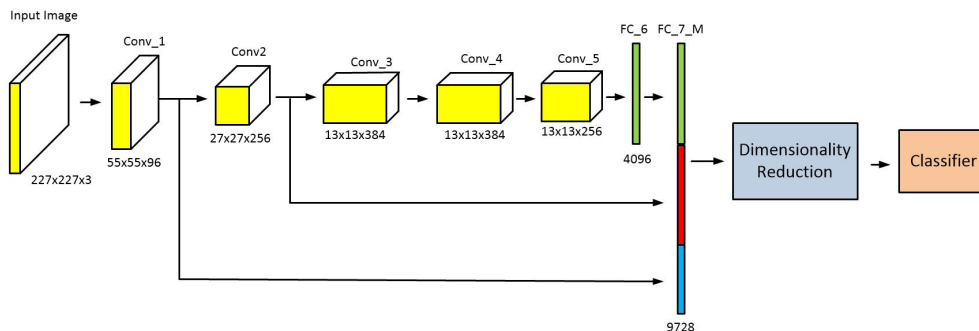 Input Image
Conv_1
Conv2
Conv_3
Conv_4
Conv_5
FC_6
FC_7_M
227x227x3
55x55x96
27x27x256
13x13x384
13x13x384
13x13x256
4096
Dimensionality
Reduction
Classifier
9728